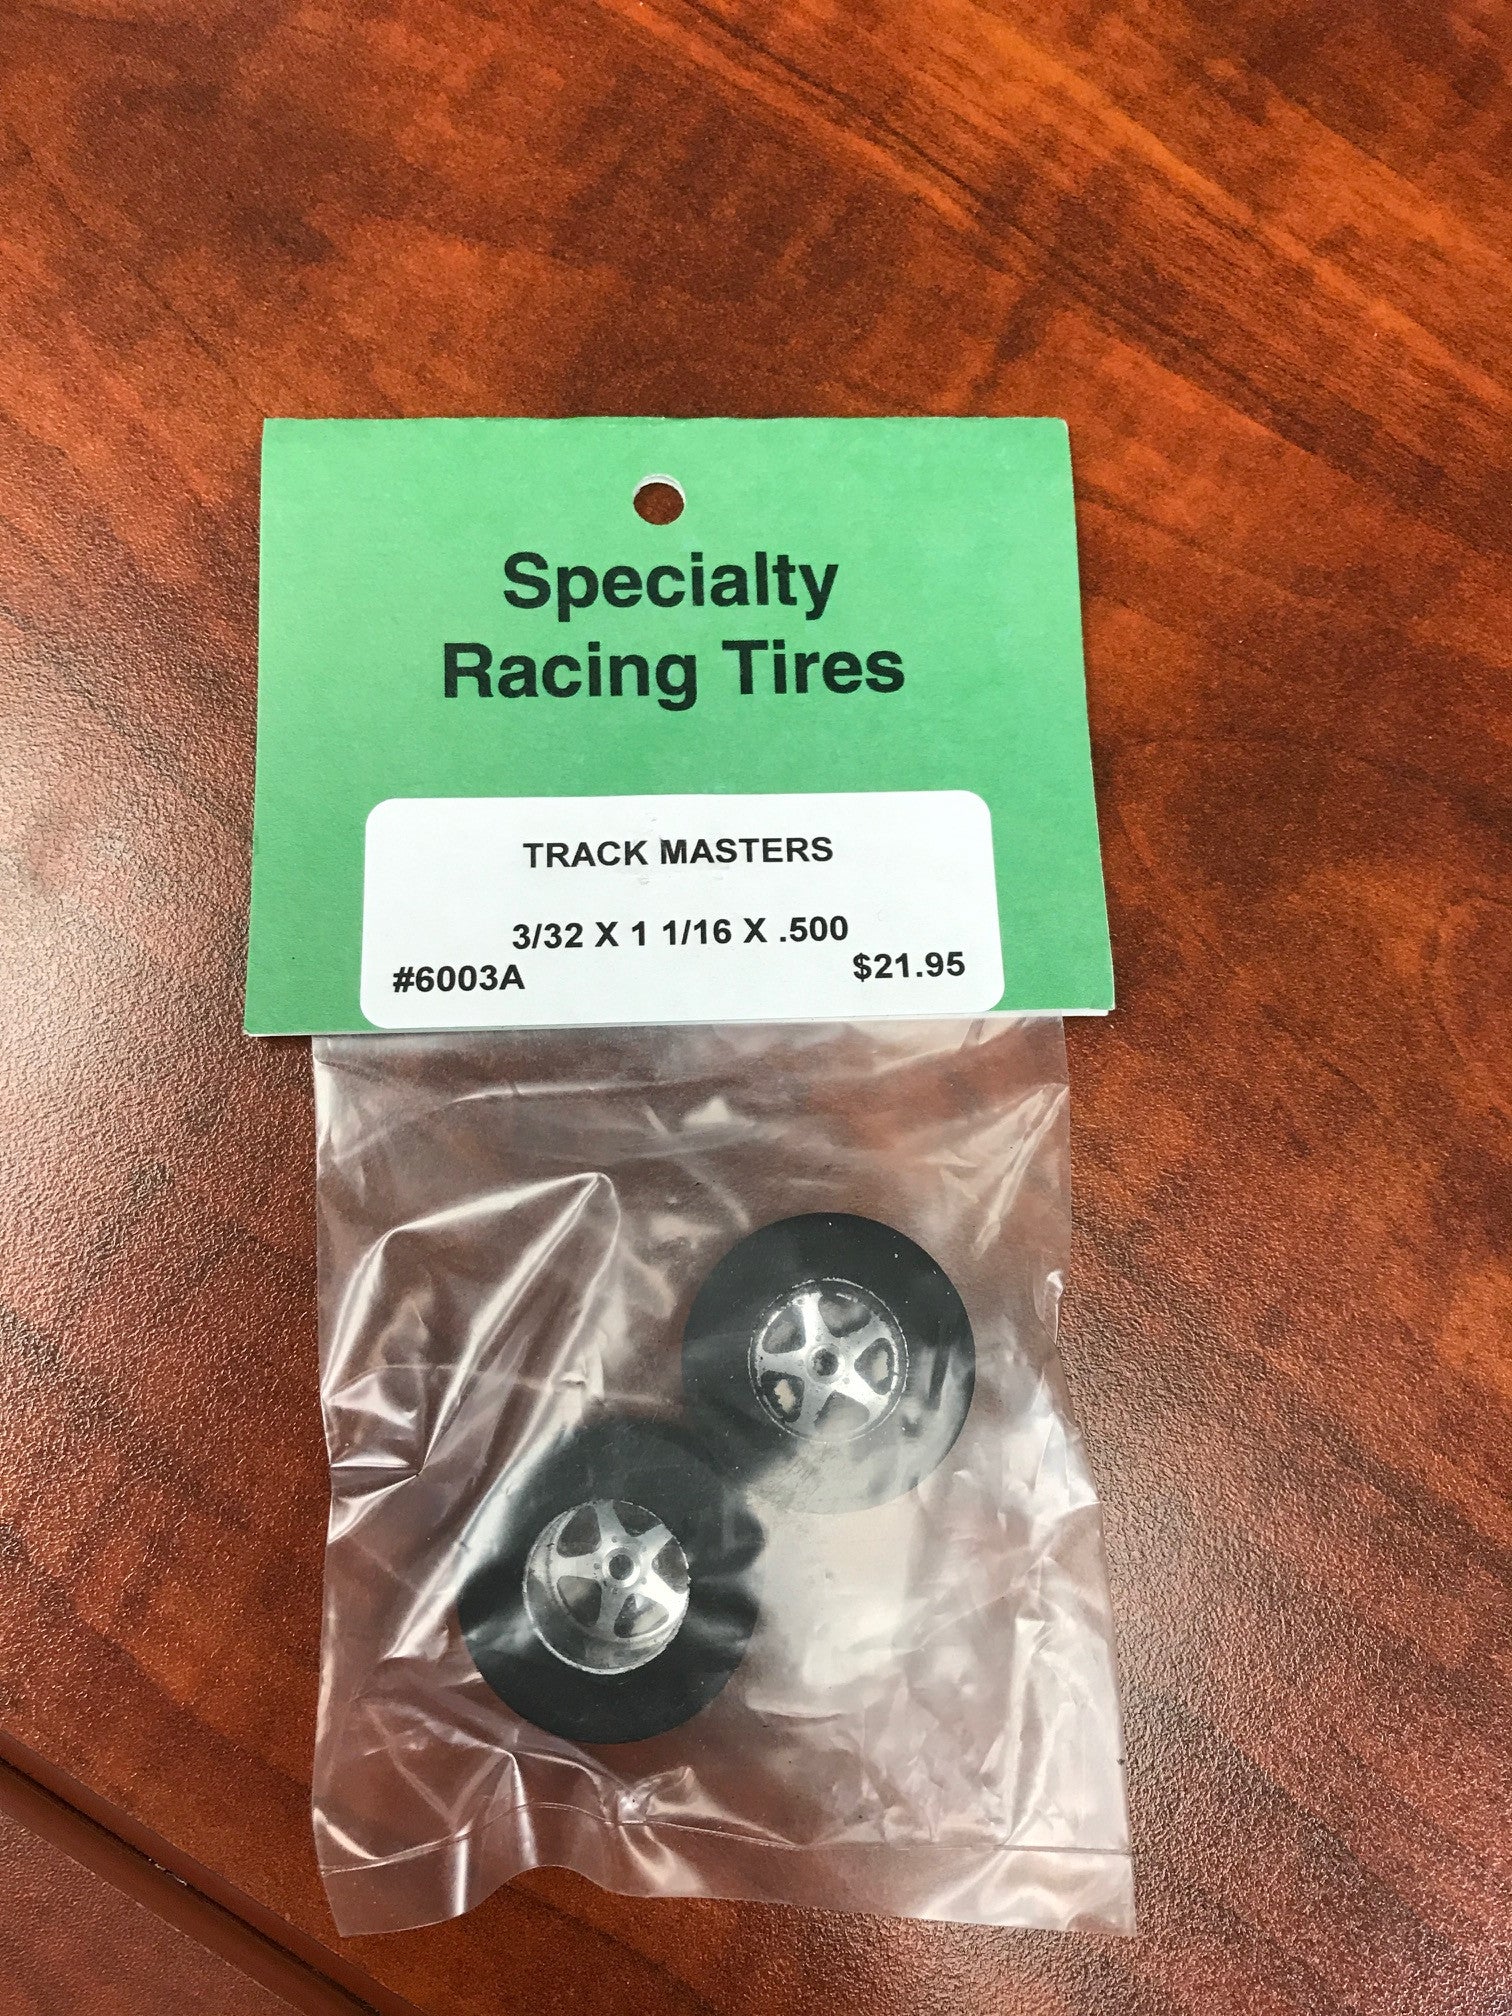 Specialty
Racing Tires
TRACK MASTERS
3/32 X 1 1/16 X .500
#6003A $21.95